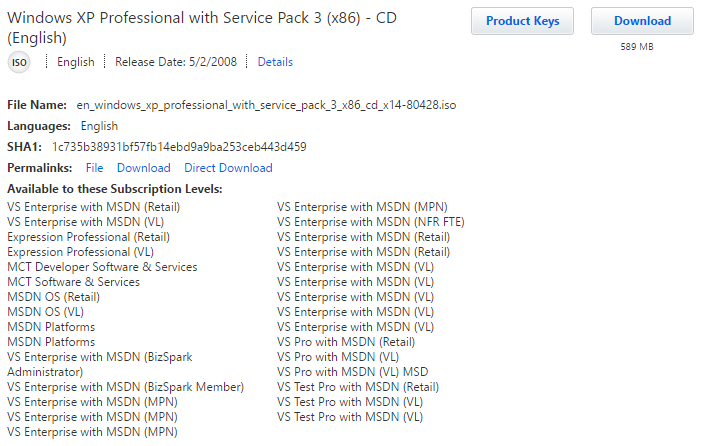 Windows XP Professional with Service Pack 3 (x86) - CD
(English)
Product Keys
Download
589 MB
ISO
English
Release Date: 5/2/2008
Details
File Name: en_windows_xp_professional_with_service_pack_3_x86_cd_x14-80428.iso
Languages: English
SHA1: 1c735b38931bf57fb14ebd9a9ba253ceb443d459
Permalinks: File Download Direct Download
Available to these Subscription Levels:
VS Enterprise with MSDN (Retail)
VS Enterprise with MSDN (VL)
Expression Professional (Retail)
Expression Professional (VL)
MCT Developer Software & Services
MCT Software & Services
MSDN OS (Retail)
MSDN OS (VL)
MSDN Platforms
MSDN Platforms
VS Enterprise with MSDN (BizSpark
Administrator)
VS Enterprise with MSDN (BizSpark Member)
VS Enterprise with MSDN (MPN)
VS Enterprise with MSDN (MPN)
VS Enterprise with MSDN (MPN)
VS Enterprise with MSDN (MPN)
VS Enterprise with MSDN (NFR FTE)
VS Enterprise with MSDN (Retail)
VS Enterprise with MSDN (Retail)
VS Enterprise with MSDN (VL)
VS Enterprise with MSDN (VL)
VS Enterprise with MSDN (VL)
VS Enterprise with MSDN (VL)
VS Enterprise with MSDN (VL)
VS Pro with MSDN (Retail)
VS Pro with MSDN (VL)
VS Pro with MSDN (VL) MSD
VS Test Pro with MSDN (Retail)
VS Test Pro with MSDN (VL)
VS Test Pro with MSDN (VL)